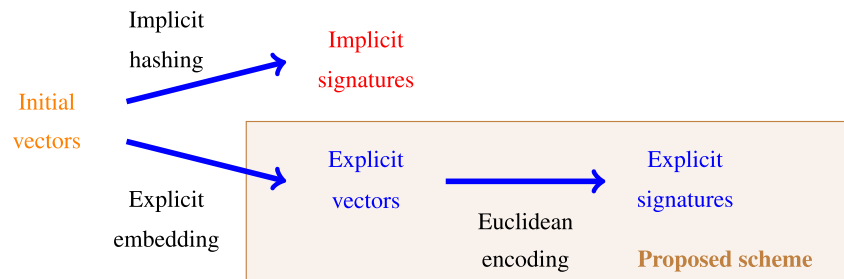 Implicit
hashing
Implicit
signatures
Initial
vectors
Explicit
embedding
Explicit
vectors
Euclidean
encoding
Explicit
signatures
Proposed scheme